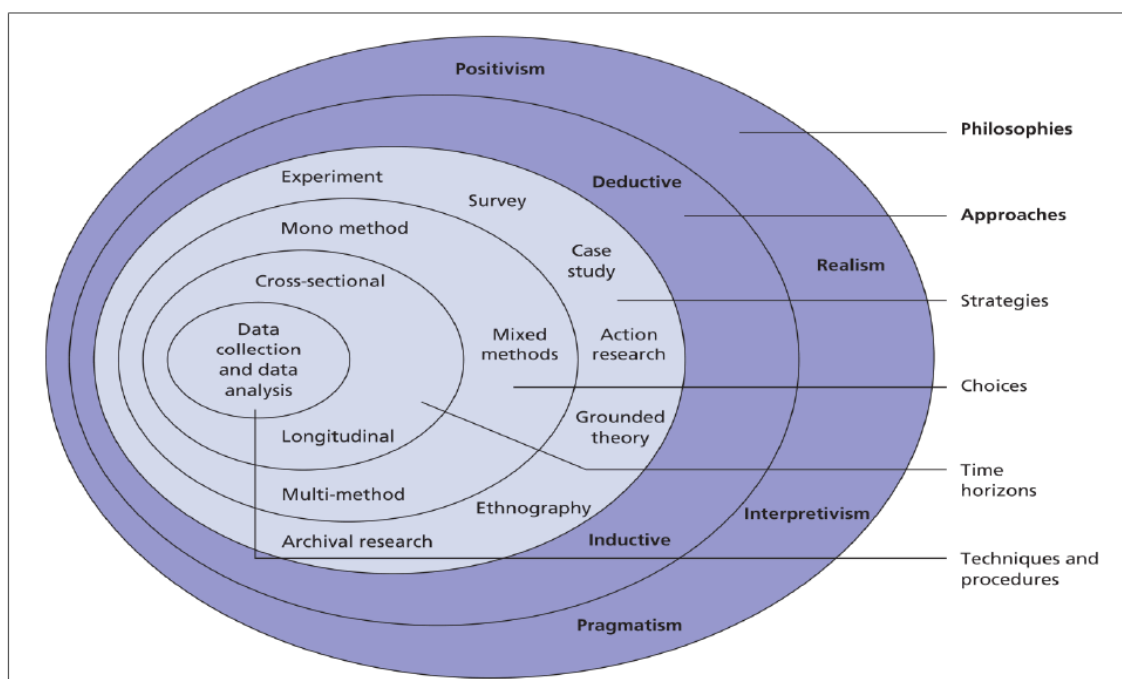 Positivism
Philosophies
Experiment
Deductive
Survey
Approaches
Mono method
Case
study
Realism
Cross-sectional
Strategies
Data
collection
and data
analysis
Mixed
methods
Action
research
Choices
Grounded
theory
Longitudinal
Time
horizons
Multi-method
Ethnography
Interpretivism
Archival research
Inductive
Techniques and
procedures
Pragmatism